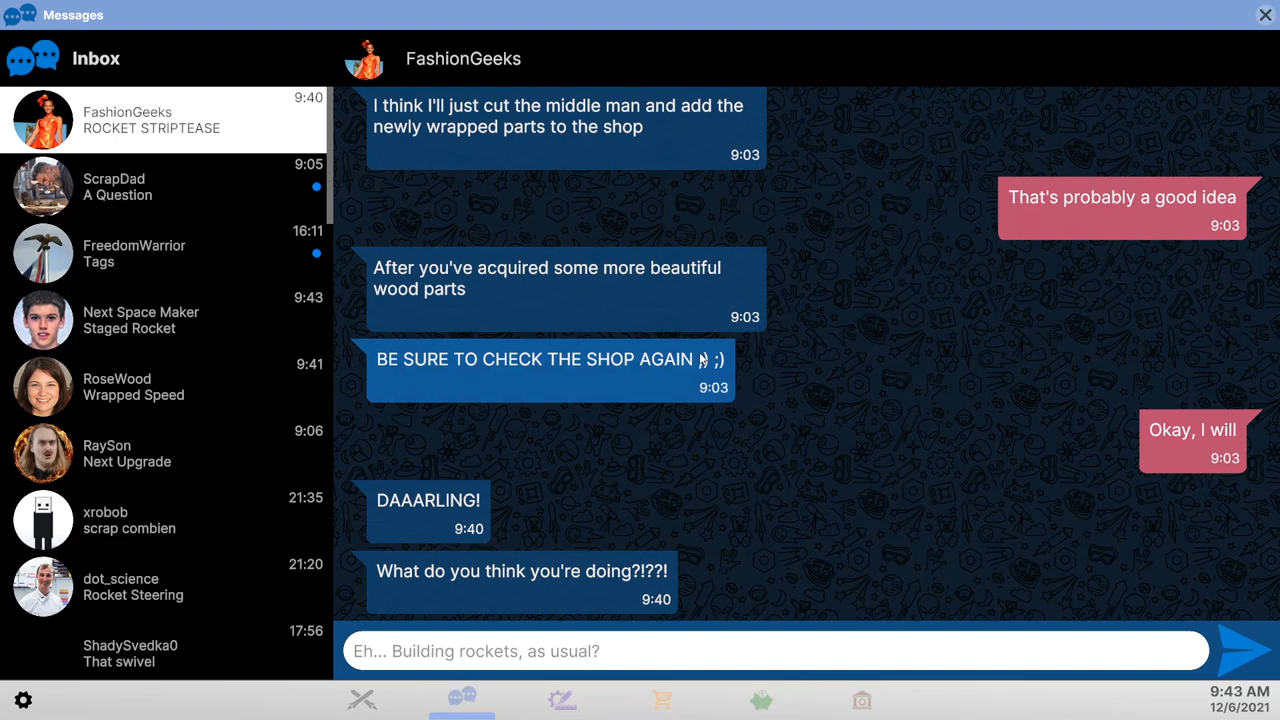 Messages
Inbox
FashionGeeks
ROCKET STRIPTEASE
9:40
ScrapDad
A Question
9:05
FreedomWarrior
Tags
16:11
Next Space Maker
Staged Rocket
9:43
RoseWood
Wrapped Speed
9:41
RaySon
Next Upgrade
9:06
xrobob
scrap combien
21:35
dot_science
Rocket Steering
21:20
ShadySvedka0
That swivel
17:56
FashionGeeks
I think I'll just cut the middle man and add the
newly wrapped parts to the shop
9:03
That's probably a good idea
9:03
After you've acquired some more beautiful
wood parts
9:03
BE SURE TO CHECK THE SHOP AGAIN ;) ;)
9:03
Okay, I will
9:03
DAAARLING!
9:40
What do you think you're doing?!??!
9:40
Eh... Building rockets, as usual?
9:43 AM
12/6/2021